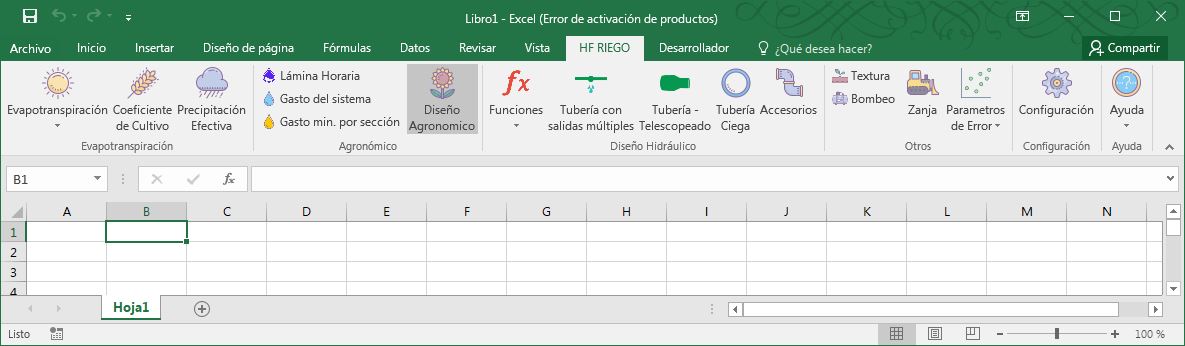 Libro1 - Excel (Error de activación de productos)
Archivo Inicio Insertar Diseño de página Fórmulas Datos Revisar Vista HF RIEGO Desarrollador ¿Qué desea hacer? Compartir
Evapotranspiración
Coeficiente
de Cultivo
Precipitación
Efectiva
Evapotranspiración
Lámina Horaria
Gasto del sistema
Gasto min. por sección
Diseño
Agronomico
Agronómico
fx
Funciones
Tubería con
salidas múltiples
Tubería -
Telescopeado
Tubería
Ciega
Accesorios
Diseño Hidráulico
Textura
Bombeo
Zanja
Parametros
de Error
Otros
Configuración
Configuración
?
Ayuda
Ayuda
B1 fx
A B C D E F G H I J K L M N
1
2
3
4
Hoja1
Listo 100 %